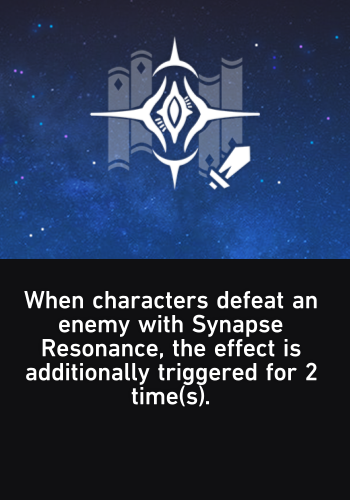 When characters defeat an
enemy with Synapse
Resonance, the effect is
additionally triggered for 2
time(s).